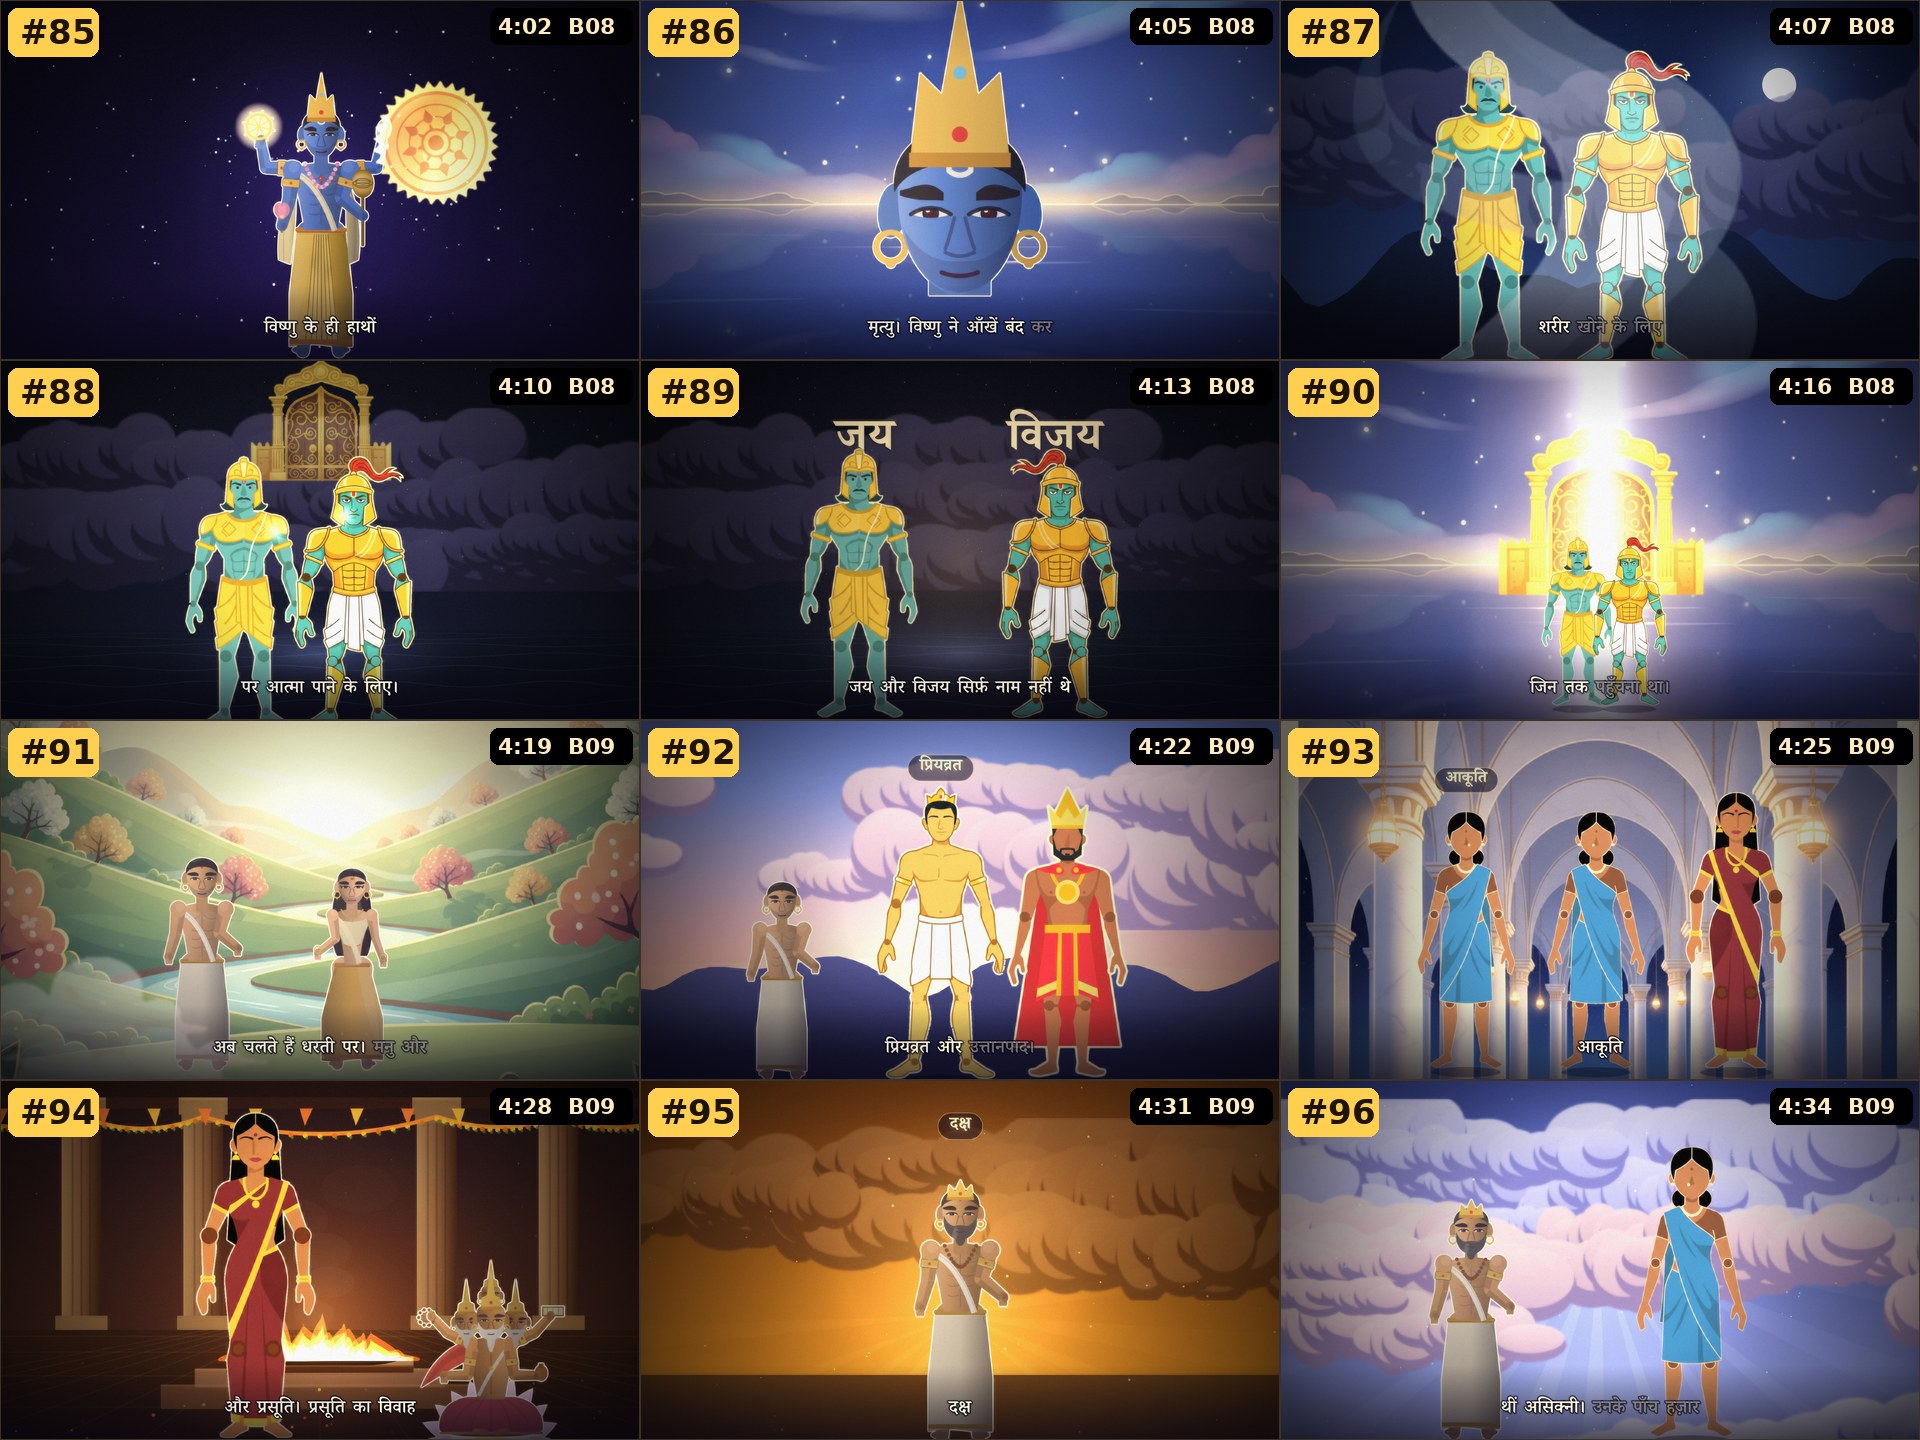 #85
4:02 B08
विष्णु के ही हाथों
#86
4:05 B08
मृत्यु। विष्णु ने आँखें बंद कर
#87
4:07 B08
शरीर खोने के लिए
#88
4:10 B08
पर आत्मा पाने के लिए।
#89
4:13 B08
जय
विजय
जय और विजय सिर्फ़ नाम नहीं थे
#90
4:16 B08
जिन तक पहुँचना था।
#91
4:19 B09
अब चलते हैं धरती पर। मनु और
#92
4:22 B09
प्रियव्रत
प्रियव्रत और उत्तानपाद।
#93
4:25 B09
आकूति
आकूति
#94
4:28 B09
और प्रसूति। प्रसूति का विवाह
#95
4:31 B09
दक्ष
दक्ष
#96
4:34 B09
थीं असिक्नी। उनके पाँच हज़ार